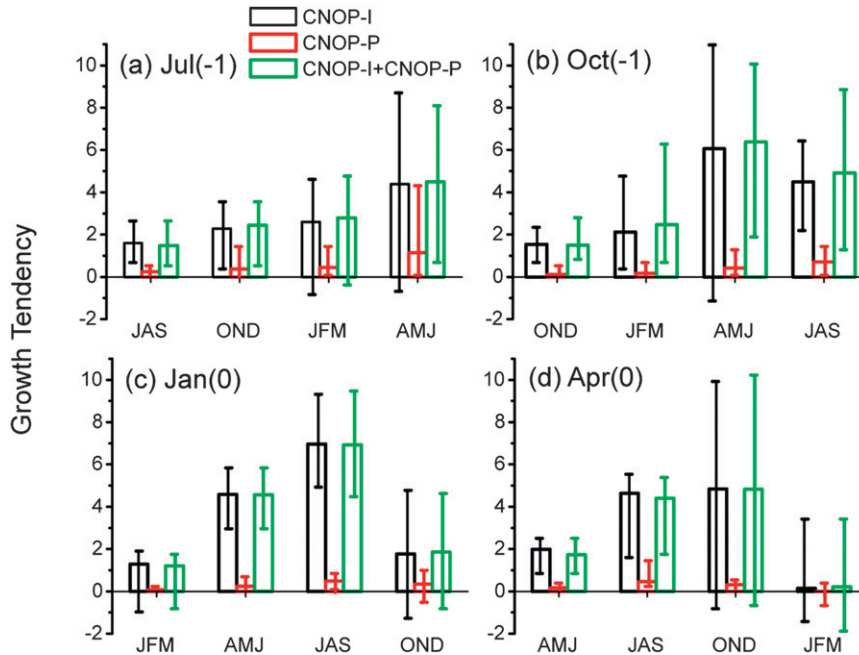 CNOP-I
CNOP-P
CNOP-I+CNOP-P
Growth Tendency
(a) Jul(-1)
10
8
6
4
2
0
-2
JAS OND JFM AMJ
(b) Oct(-1)
10
8
6
4
2
0
-2
OND JFM AMJ JAS
(c) Jan(0)
10
8
6
4
2
0
-2
JFM AMJ JAS OND
(d) Apr(0)
10
8
6
4
2
0
-2
AMJ JAS OND JFM